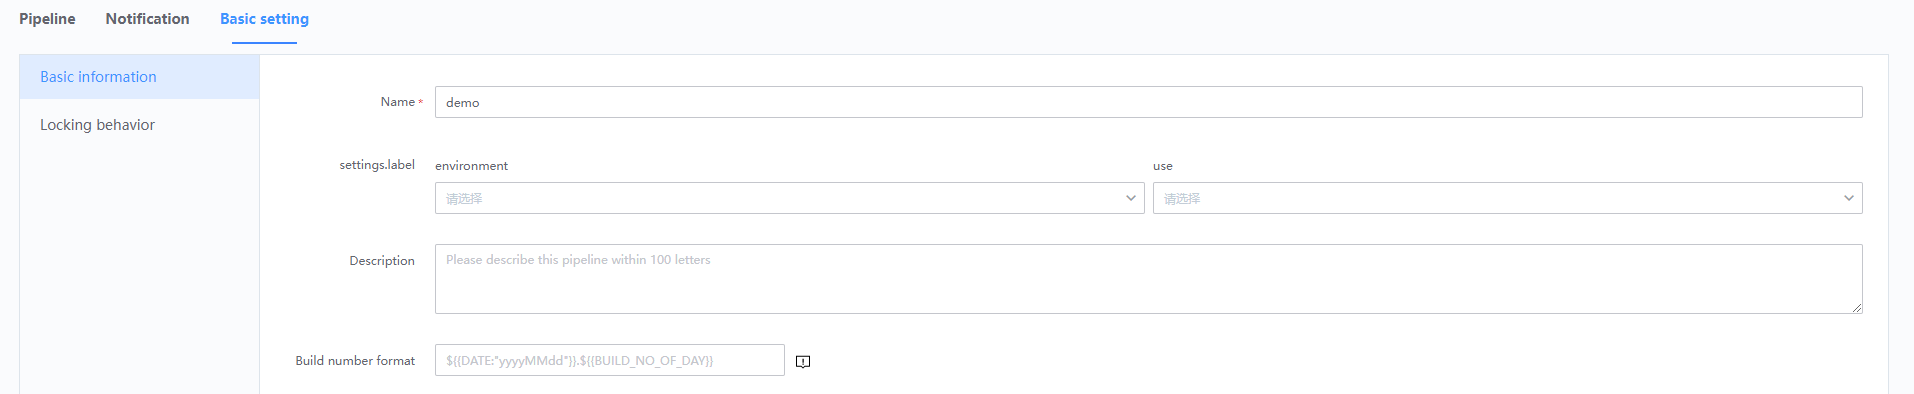 Pipeline Notification Basic setting
Basic information
Locking behavior
Name * demo
settings.label environment use
请选择 请选择
Description Please describe this pipeline within 100 letters
Build number format ${{DATE:"yyyyMMdd"}}.${{BUILD_NO_OF_DAY}}